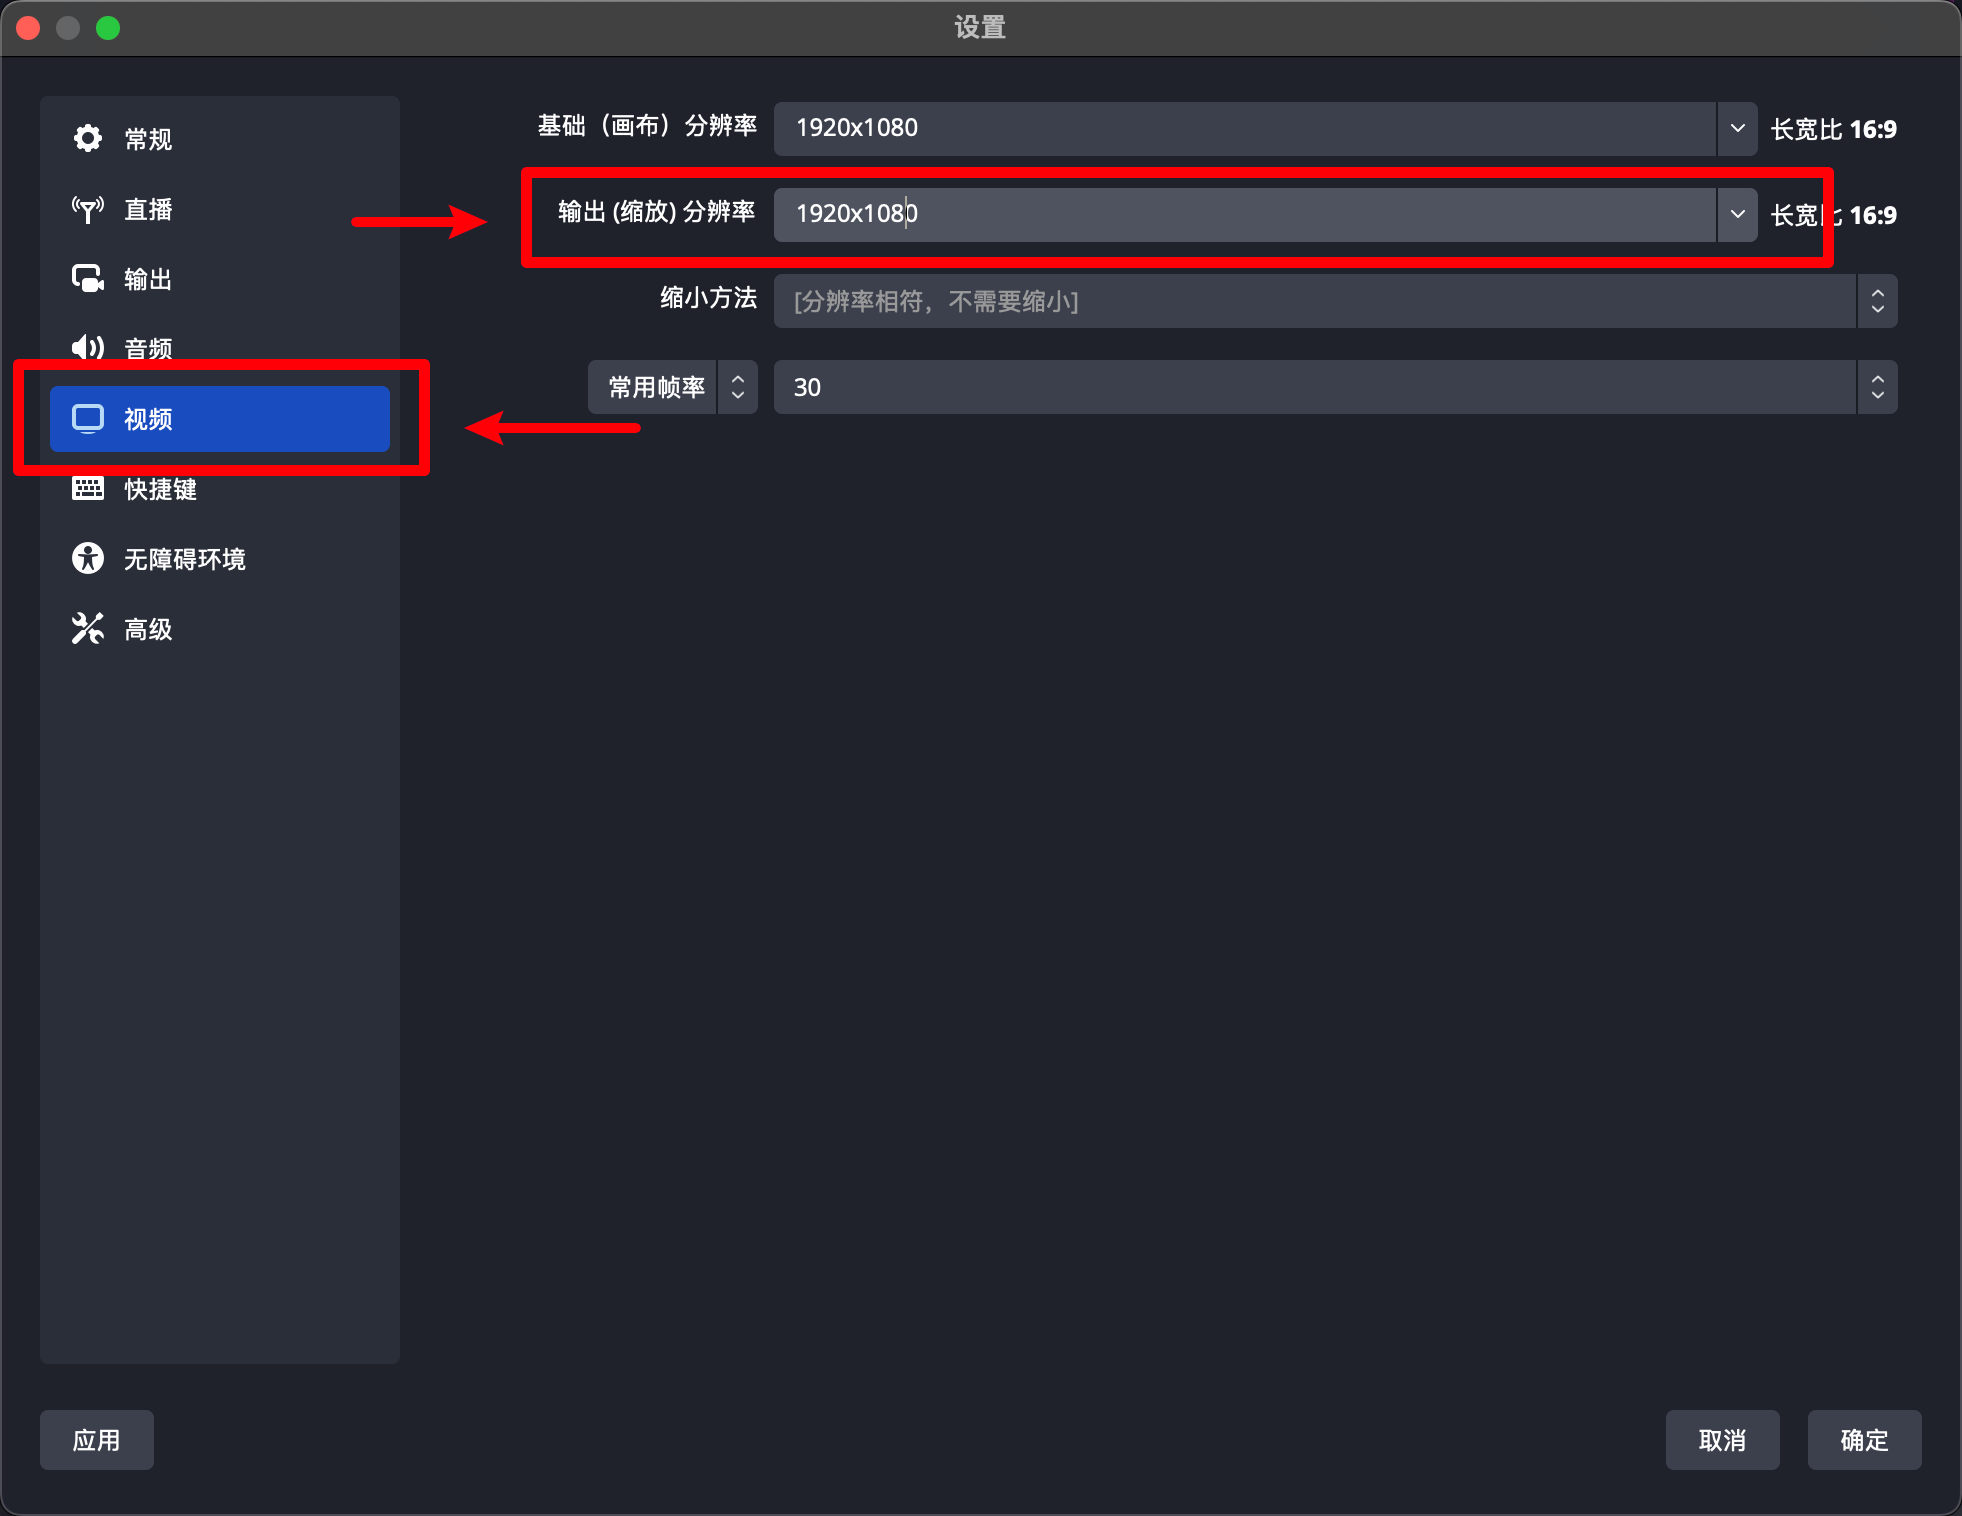 设置
常规
直播
输出
音频
视频
快捷键
无障碍环境
高级
基础（画布）分辨率 1920x1080 长宽比 16:9
输出 (缩放) 分辨率 1920x1080 长宽比 16:9
缩小方法 [分辨率相符，不需要缩小]
常用帧率 30
应用 取消 确定